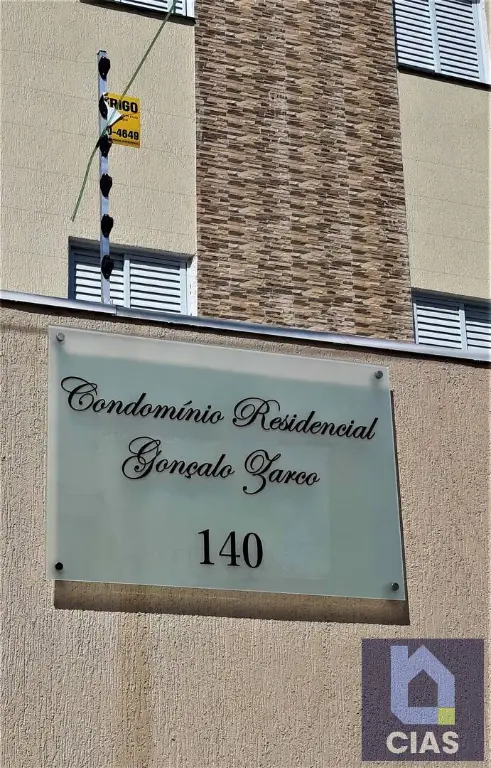 RIGO
-4649
Condomínio Residencial
Gonçalo Zarco
140
CIAS